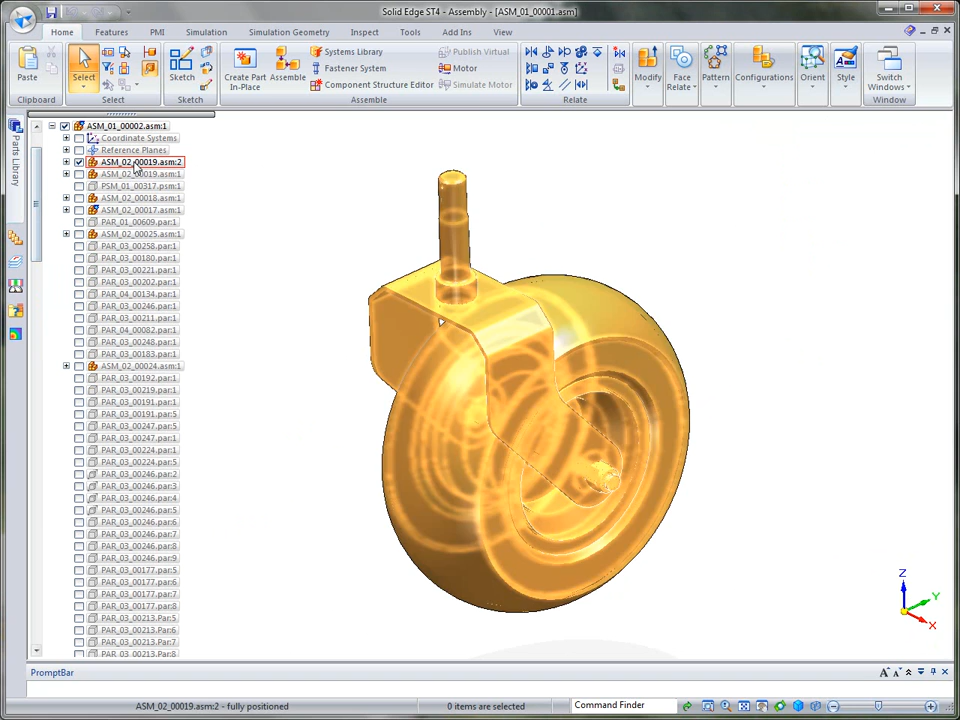 Solid Edge ST4 - Assembly - [ASM_01_00001.asm]
Home Features PMI Simulation Simulation Geometry Inspect Tools Add Ins View
Paste
Clipboard
Select
Select
Sketch
Sketch
Create Part In-Place
Assemble
Systems Library
Fastener System
Component Structure Editor
Publish Virtual
Motor
Simulate Motor
Assemble
Relate
Modify
Face Relate
Pattern
Configurations
Orient
Style
Switch Windows
Window
Parts Library
ASM_01_00002.asm:1
Coordinate Systems
Reference Planes
ASM_02_00019.asm:2
ASM_02_00019.asm:1
PSM_01_00317.psm:1
ASM_02_00018.asm:1
ASM_02_00017.asm:1
PAR_01_00609.par:1
ASM_02_00025.asm:1
PAR_03_00258.par:1
PAR_03_00180.par:1
PAR_03_00221.par:1
PAR_03_00202.par:1
PAR_04_00134.par:1
PAR_03_00246.par:1
PAR_03_00211.par:1
PAR_04_00082.par:1
PAR_03_00248.par:1
PAR_03_00183.par:1
ASM_02_00024.asm:1
PAR_03_00192.par:1
PAR_03_00219.par:1
PAR_03_00191.par:1
PAR_03_00191.par:5
PAR_03_00247.par:5
PAR_03_00247.par:1
PAR_03_00224.par:1
PAR_03_00224.par:5
PAR_03_00246.par:2
PAR_03_00246.par:3
PAR_03_00246.par:4
PAR_03_00246.par:5
PAR_03_00246.par:6
PAR_03_00246.par:7
PAR_03_00246.par:8
PAR_03_00246.par:9
PAR_03_00177.par:5
PAR_03_00177.par:6
PAR_03_00177.par:7
PAR_03_00177.par:8
PAR_03_00213.Par:5
PAR_03_00213.Par:6
PAR_03_00213.Par:7
PAR_03_00213.Par:8
Z
Y
X
PromptBar
ASM_02_00019.asm:2 - fully positioned
0 items are selected
Command Finder